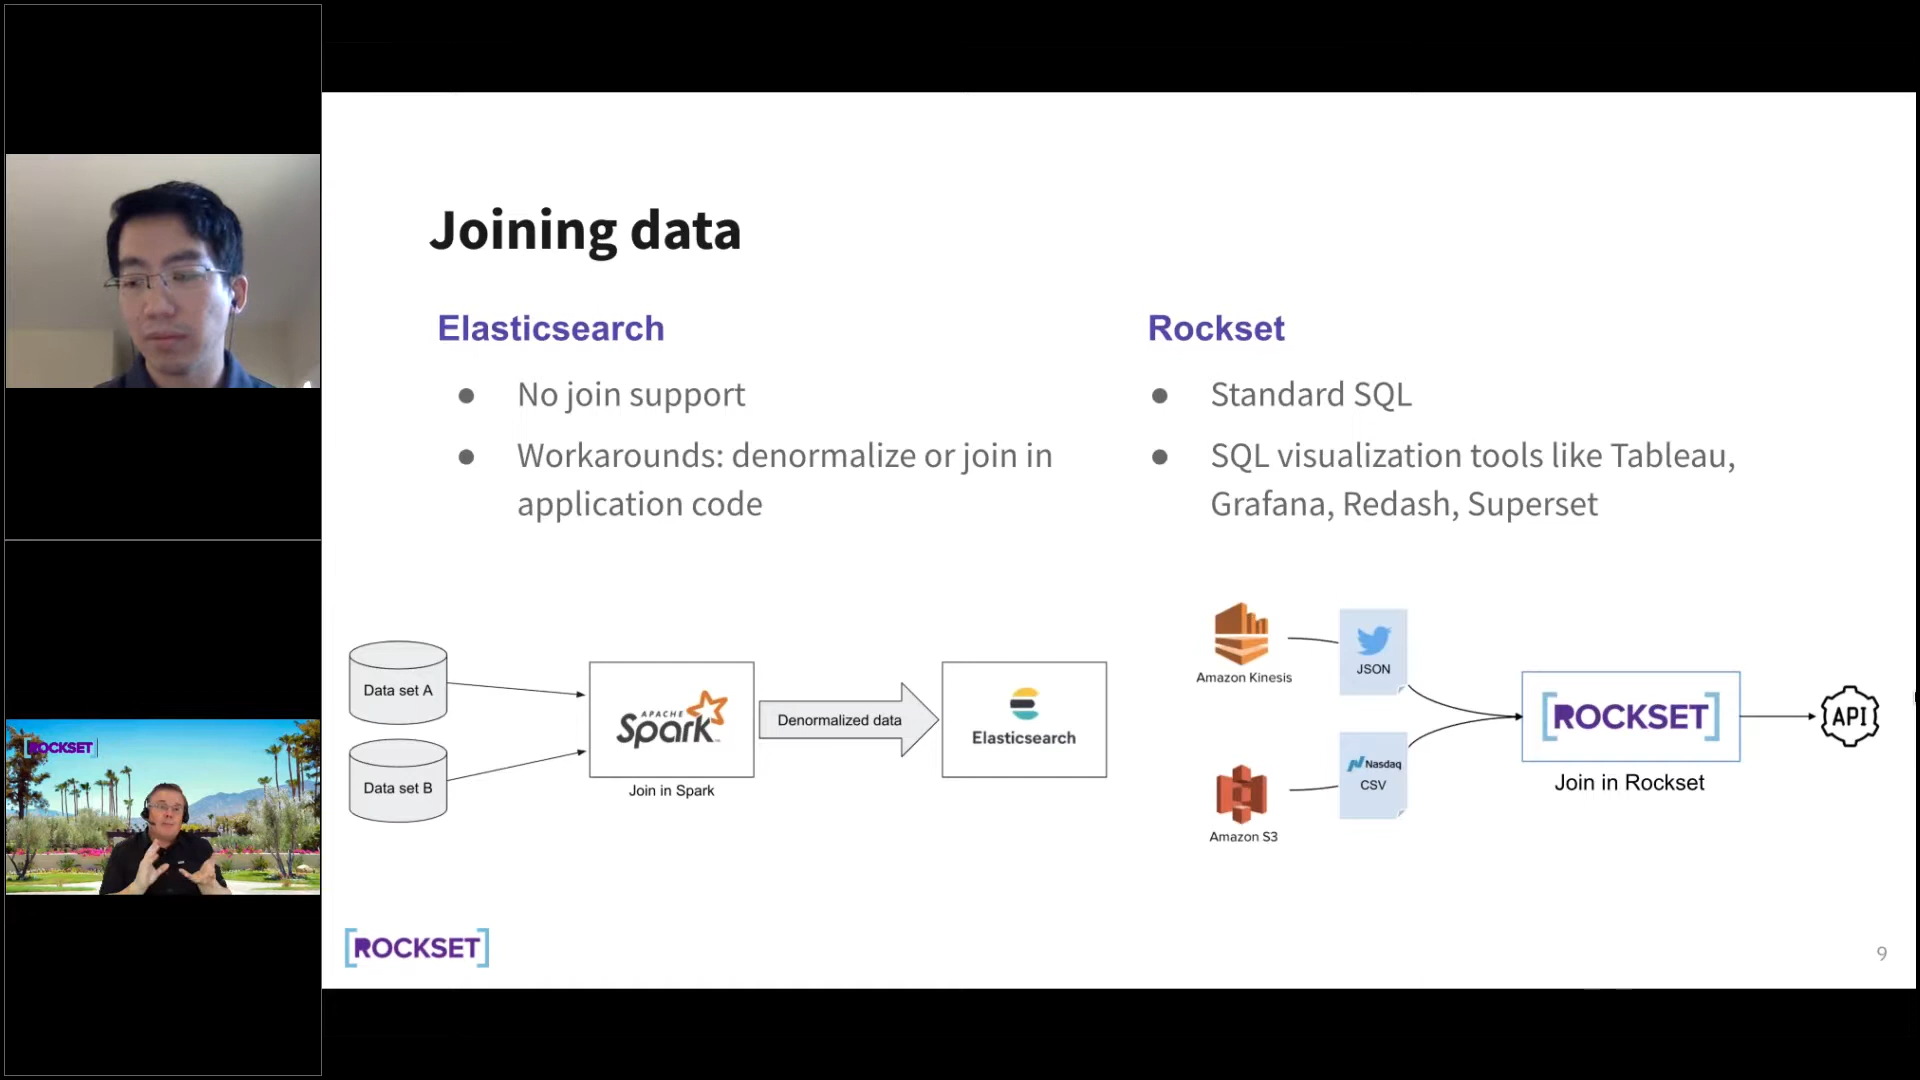 Joining data
Elasticsearch
● No join support
● Workarounds: denormalize or join in
application code
Rockset
● Standard SQL
● SQL visualization tools like Tableau,
Grafana, Redash, Superset
Data set A
Data set B
APACHE
Spark
Join in Spark
Denormalized data
Elasticsearch
Amazon Kinesis
JSON
Amazon S3
Nasdaq
CSV
[ROCKSET]
Join in Rockset
API
[ROCKSET]
[ROCKSET]
9